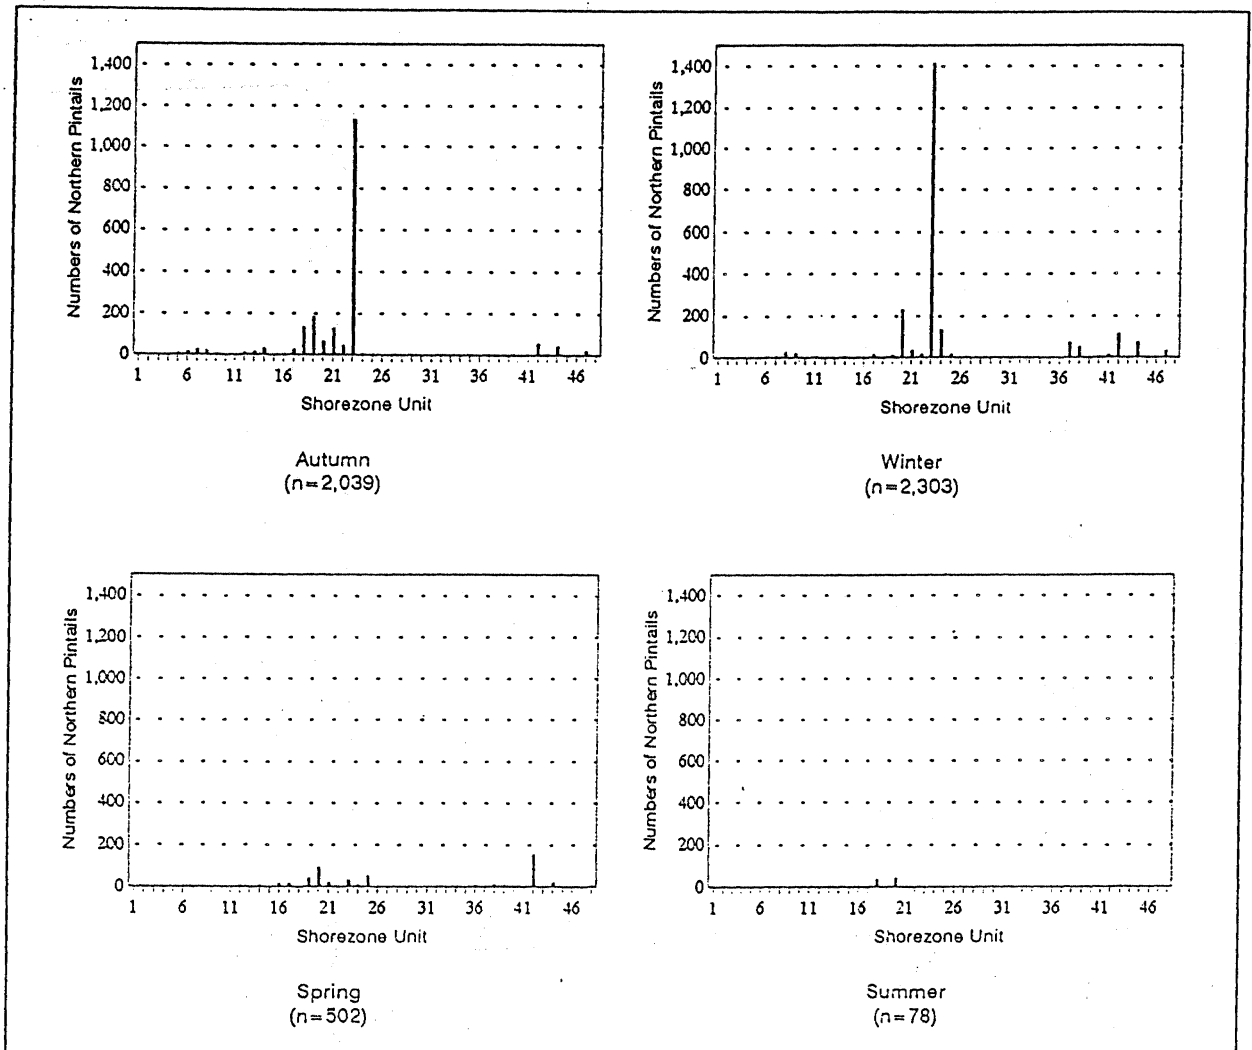 Numbers of Northern Pintails
1,400
1,200
1,000
800
600
400
200
0
1 6 11 16 21 26 31 36 41 46
Shorezone Unit
Autumn
(n=2,039)
Numbers of Northern Pintails
1,400
1,200
1,000
800
600
400
200
0
1 6 11 16 21 26 31 36 41 46
Shorezone Unit
Winter
(n=2,303)
Numbers of Northern Pintails
1,400
1,200
1,000
800
600
400
200
0
1 6 11 16 21 26 31 36 41 46
Shorezone Unit
Spring
(n=502)
Numbers of Northern Pintails
1,400
1,200
1,000
800
600
400
200
0
1 6 11 16 21 26 31 36 41 46
Shorezone Unit
Summer
(n=78)